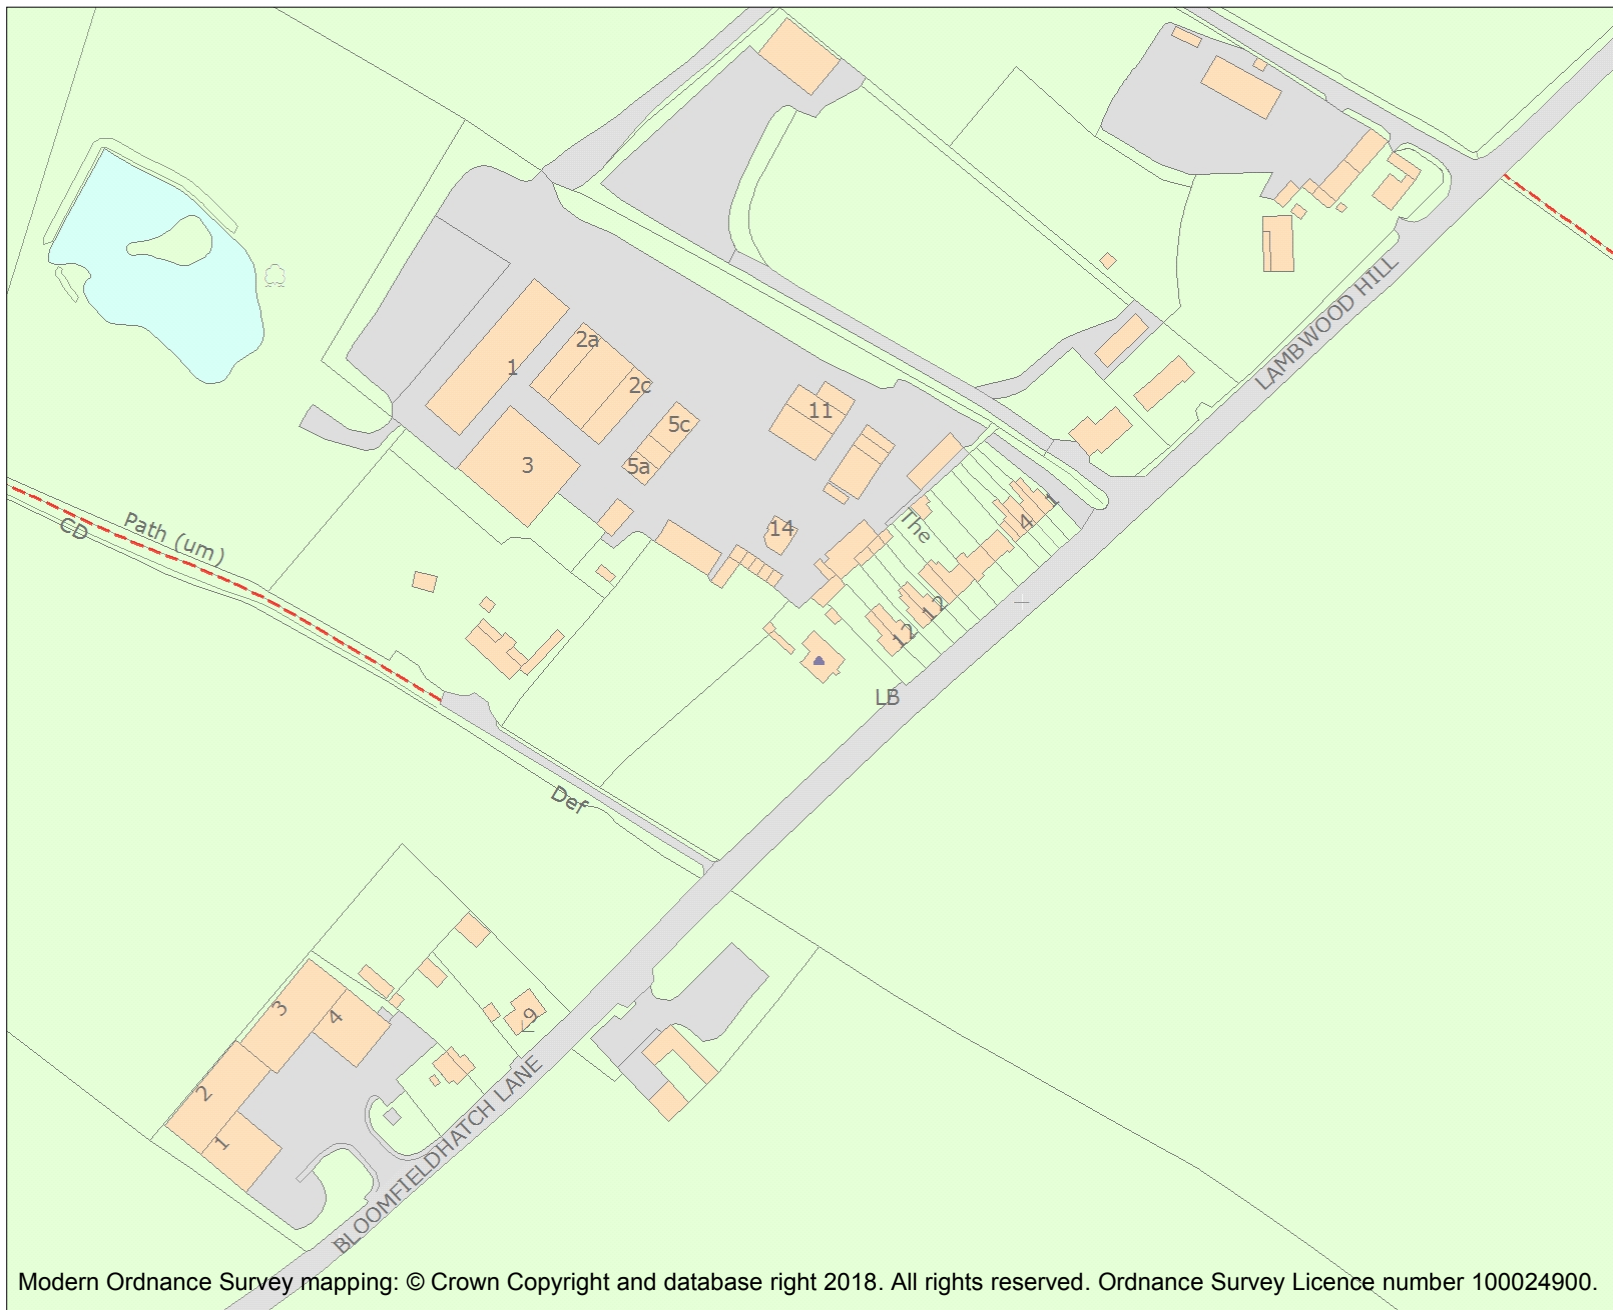 LAMBWOOD HILL
2a
1
2c
11
5c
3
5a
1
4
14
The
CD
Path (um)
12
12
LB
Def
3
4
9
2
1
BLOOMFIELDHATCH LANE
Modern Ordnance Survey mapping: © Crown Copyright and database right 2018. All rights reserved. Ordnance Survey Licence number 100024900.